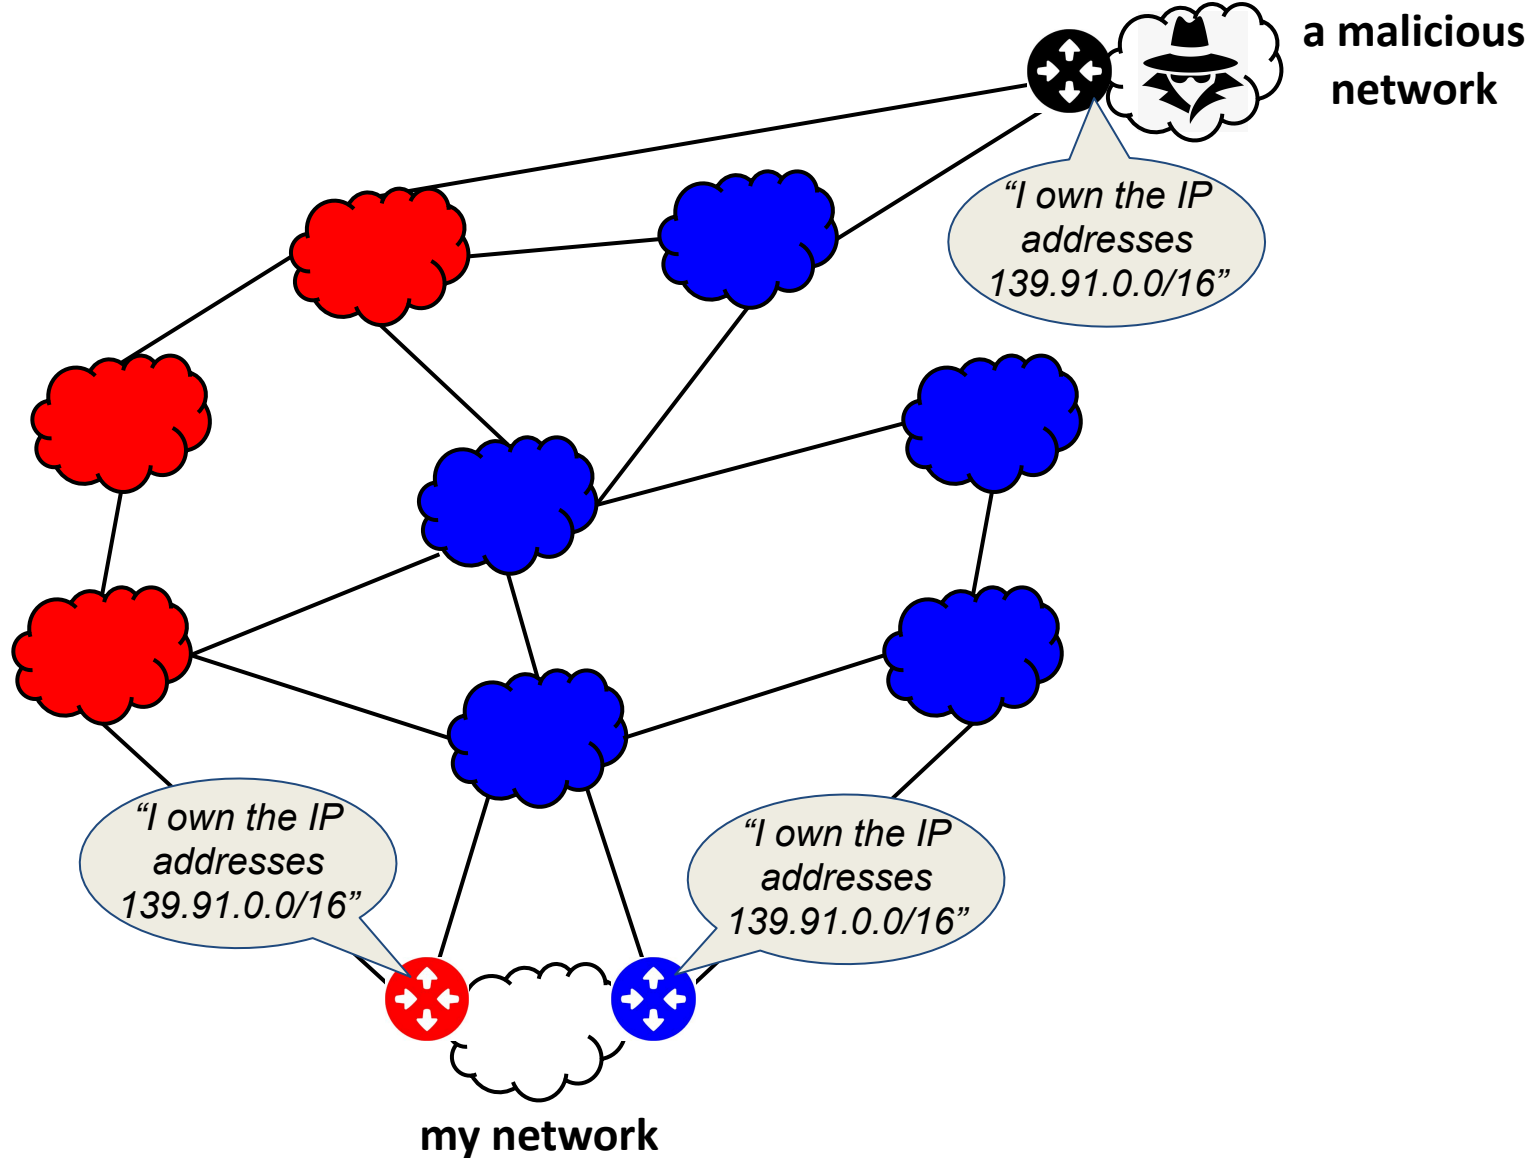 a malicious
network
“I own the IP
addresses
139.91.0.0/16”
“I own the IP
addresses
139.91.0.0/16”
“I own the IP
addresses
139.91.0.0/16”
my network